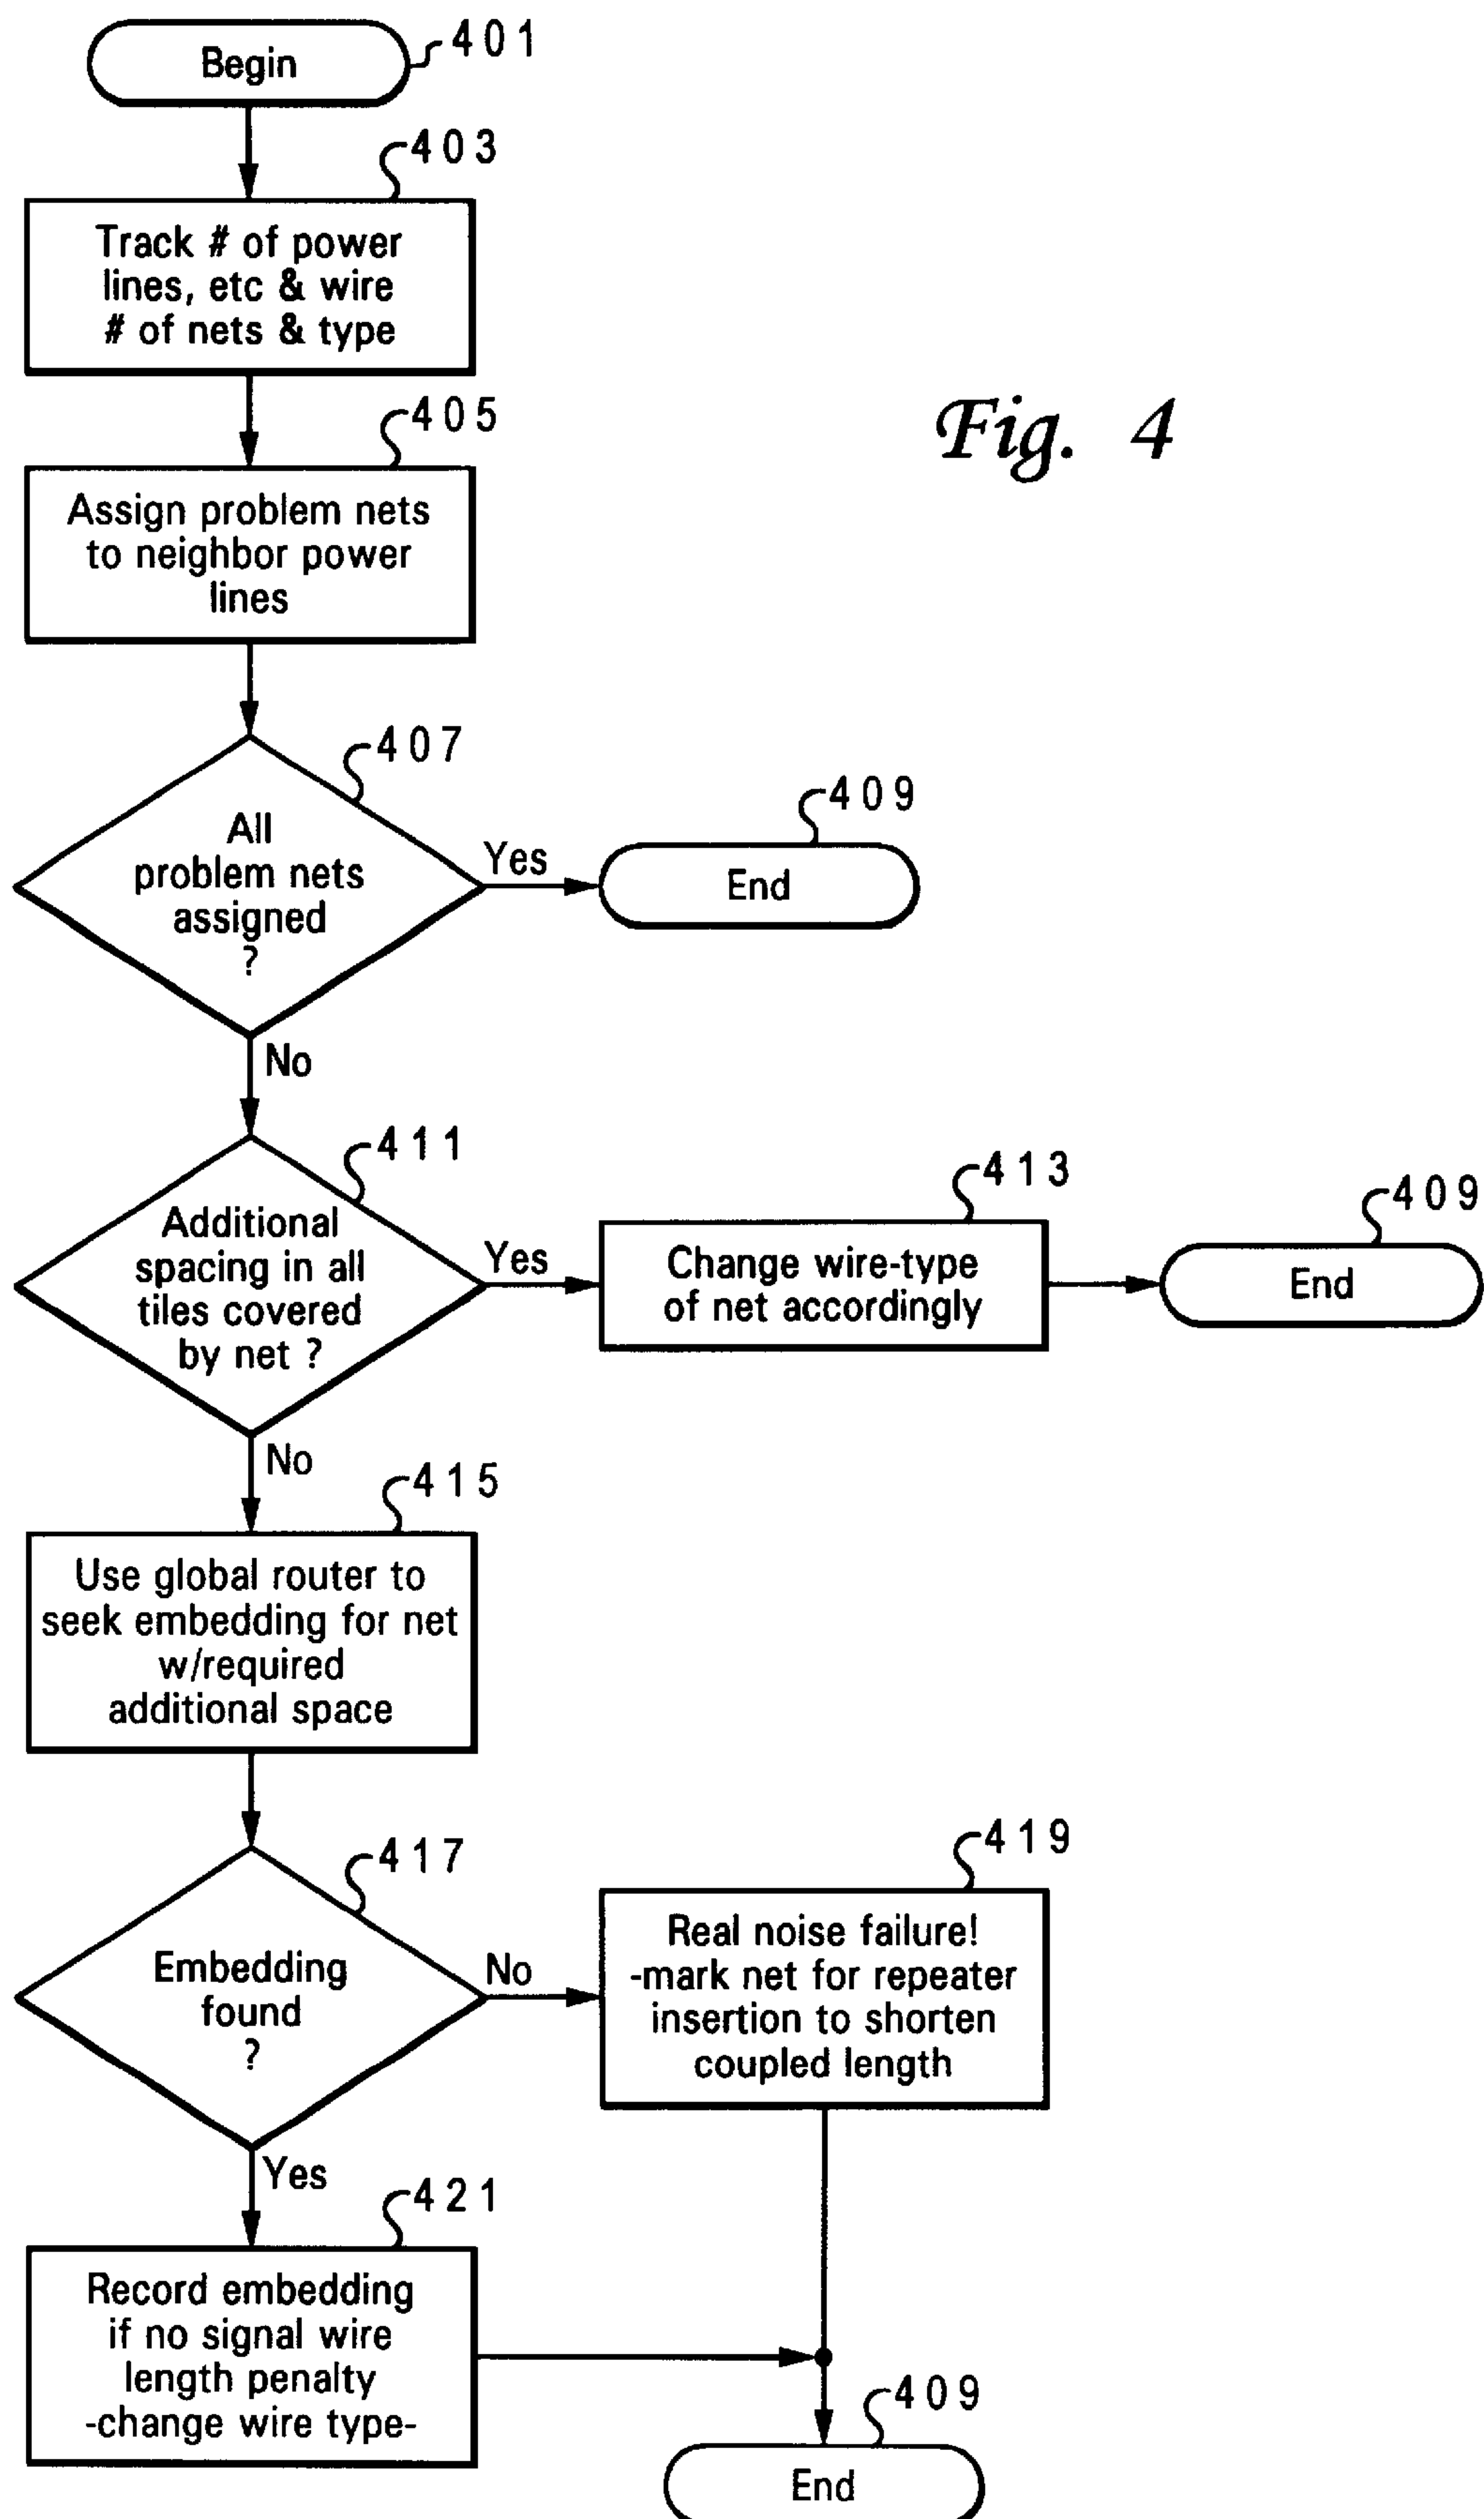 Begin
401
403
Track # of power
lines, etc & wire
# of nets & type
405
Fig. 4
Assign problem nets
to neighbor power
lines
407
All
problem nets
assigned
?
Yes
409
End
No
411
Additional
spacing in all
tiles covered
by net ?
Yes
413
Change wire-type
of net accordingly
409
End
No
415
Use global router to
seek embedding for net
w/required
additional space
417
Embedding
found
?
No
419
Real noise failure!
-mark net for repeater
insertion to shorten
coupled length
Yes
421
Record embedding
if no signal wire
length penalty
-change wire type-
409
End